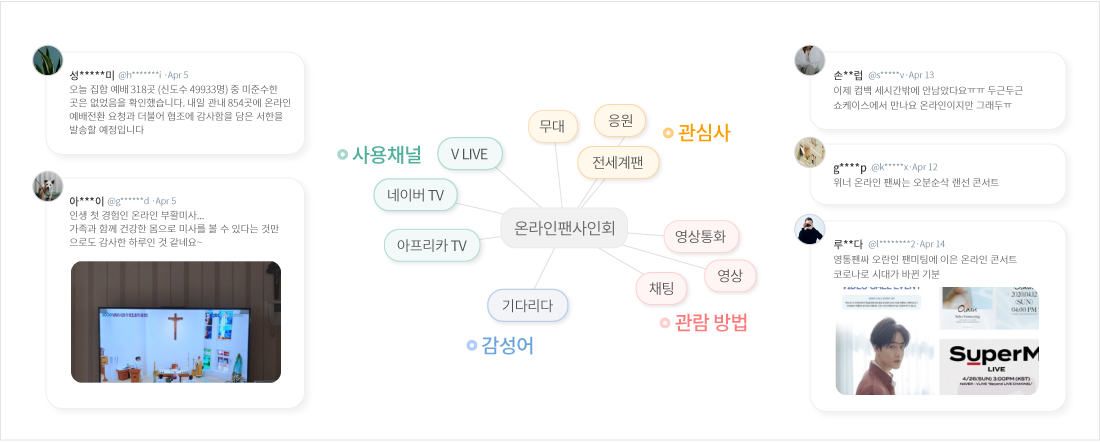 성*****미 @h*******i · Apr 5
오늘 집합 예배 318곳 (신도수 49933명) 중 미준수한
곳은 없었음을 확인했습니다. 내일 관내 854곳에 온라인
예배전환 요청과 더불어 협조에 감사함을 담은 서한을
발송할 예정입니다
아***이 @g******d · Apr 5
인생 첫 경험인 온라인 부활미사...
가족과 함께 건강한 몸으로 미사를 볼 수 있다는 것만
으로도 감사한 하루인 것 같네요~
사용채널
V LIVE
네이버 TV
아프리카 TV
무대
응원
전세계팬
관심사
온라인팬사인회
영상통화
영상
채팅
관람 방법
기다리다
감성어
손**럽 @s*****v · Apr 13
이제 컴백 세시간밖에 안남았다요ㅠㅠ 두근두근
쇼케이스에서 만나요 온라인이지만 그래두ㅠ
g****p @k*****x · Apr 12
위너 온라인 팬싸는 오분순삭 랜선 콘서트
루**다 @l********2 · Apr 14
영통팬싸 오란인 팬미팅에 이은 온라인 콘서트
코로나로 시대가 바뀐 기분
VIDEO CALL EVENT
2020.04.12
(SUN)
04:00 PM
SuperM
LIVE
4/26(SUN) 3:00PM (KST)
NAVER - VLIVE "Beyond LIVE CHANNEL"